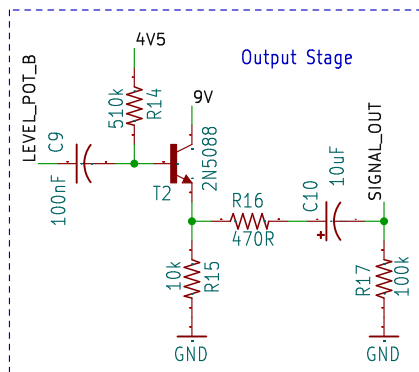 4V5
Output Stage
LEVEL_POT_B
510k
R14
9V
C9
100nF
T2
2N5088
R16
470R
C10
10uF
SIGNAL_OUT
+
10k
R15
R17
100k
GND
GND